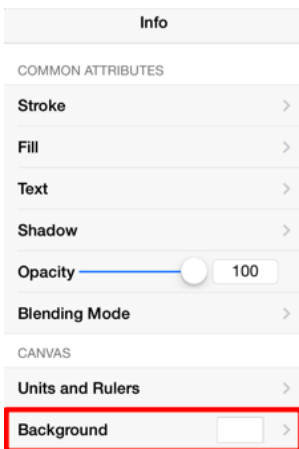 Info
COMMON ATTRIBUTES
Stroke
Fill
Text
Shadow
Opacity 100
Blending Mode
CANVAS
Units and Rulers
Background